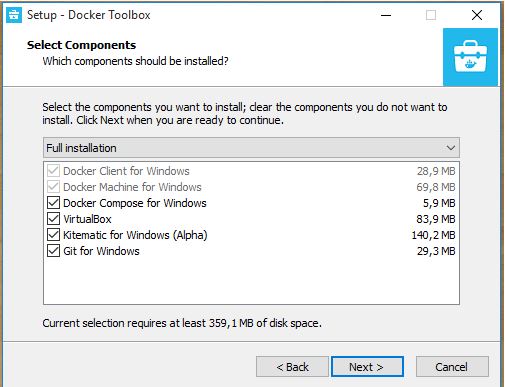 Setup - Docker Toolbox
Select Components
Which components should be installed?
Select the components you want to install; clear the components you do not want to
install. Click Next when you are ready to continue.
Full installation
Docker Client for Windows 28,9 MB
Docker Machine for Windows 69,8 MB
Docker Compose for Windows 5,9 MB
VirtualBox 83,9 MB
Kitematic for Windows (Alpha) 140,2 MB
Git for Windows 29,3 MB
Current selection requires at least 359,1 MB of disk space.
< Back Next > Cancel